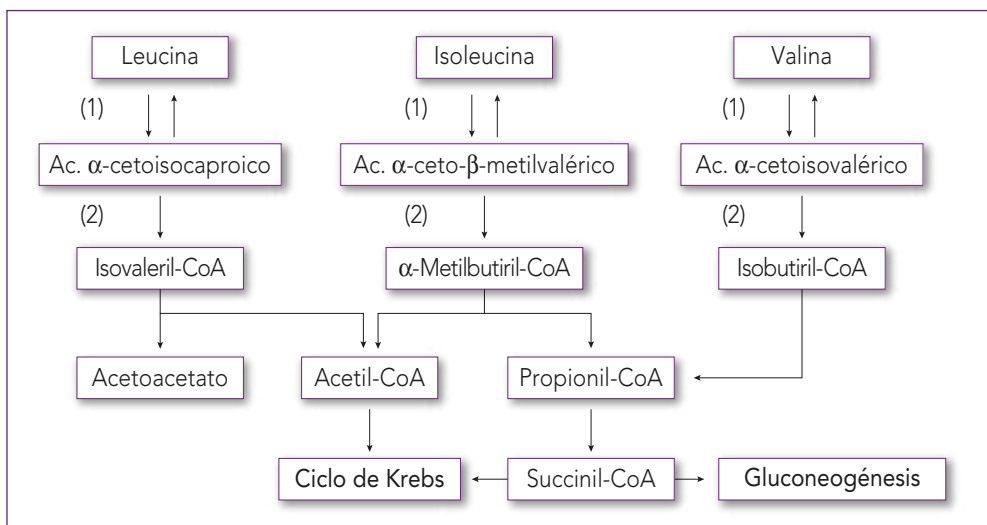 Leucina
Isoleucina
Valina
(1)
(1)
(1)
Ac. α-cetoisocaproico
Ac. α-ceto-β-metilvalérico
Ac. α-cetoisovalérico
(2)
(2)
(2)
Isovaleril-CoA
α-Metilbutiril-CoA
Isobutiril-CoA
Acetoacetato
Acetil-CoA
Propionil-CoA
Ciclo de Krebs
Succinil-CoA
Gluconeogénesis